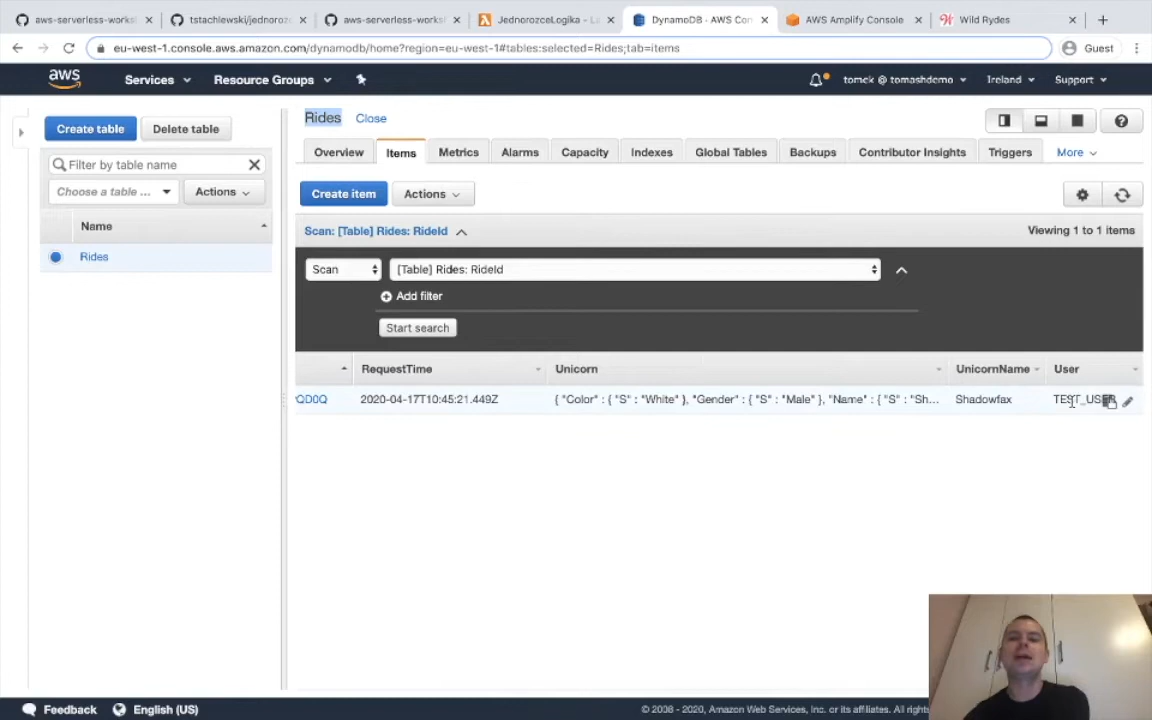 aws-serverless-worksh
tstachlewski/jednorozc
aws-serverless-worksh
JednorozceLogika - La
DynamoDB - AWS Con
AWS Amplify Console
Wild Rydes
eu-west-1.console.aws.amazon.com/dynamodb/home?region=eu-west-1#tables:selected=Rides;tab=items
Guest
aws
Services
Resource Groups
tomek @ tomashdemo
Ireland
Support
Create table
Delete table
Filter by table name
Choose a table ...
Actions
Name
Rides
Rides
Close
Overview
Items
Metrics
Alarms
Capacity
Indexes
Global Tables
Backups
Contributor Insights
Triggers
More
Create item
Actions
Scan: [Table] Rides: RideId
Viewing 1 to 1 items
Scan
[Table] Rides: RideId
Add filter
Start search
RequestTime
Unicorn
UnicornName
User
QD0Q
2020-04-17T10:45:21.449Z
{ "Color" : { "S" : "White" }, "Gender" : { "S" : "Male" }, "Name" : { "S" : "Sh...
Shadowfax
TEST_USER
Feedback
English (US)
© 2008 - 2020, Amazon Web Services, Inc. or its affiliates. All